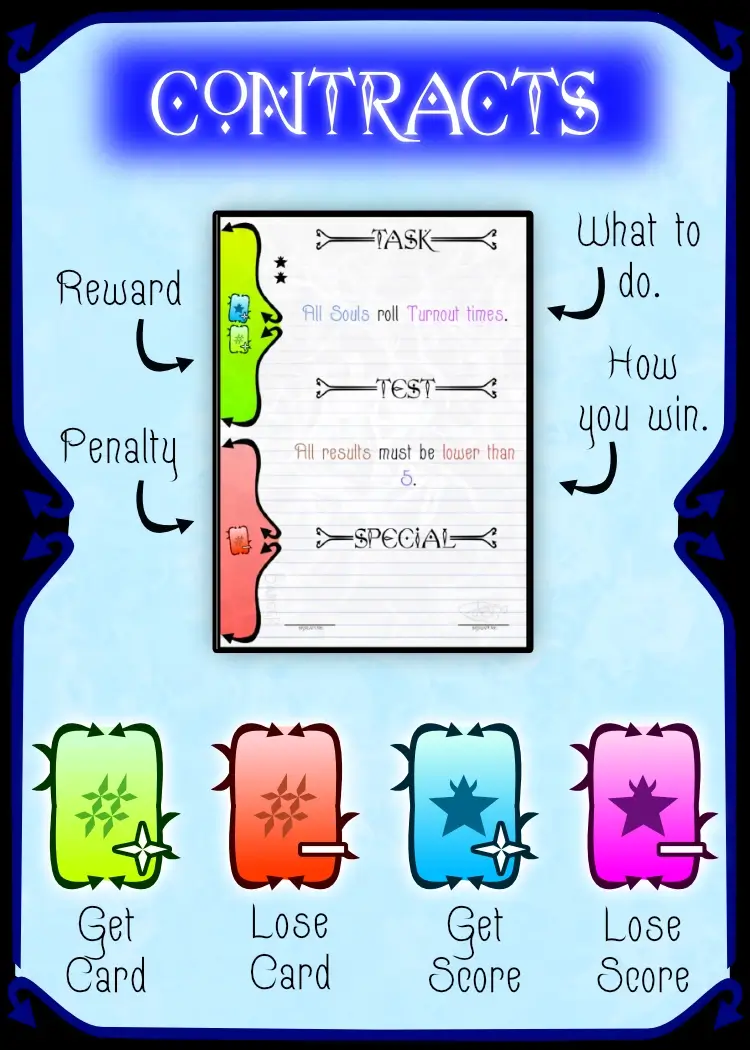 CONTRACTS
Reward
Penalty
TASK
All Souls roll Turnout times.
TEST
All results must be lower than
5.
SPECiAL
What to
do.
How
you win.
Get
Card
Lose
Card
Get
Score
Lose
Score